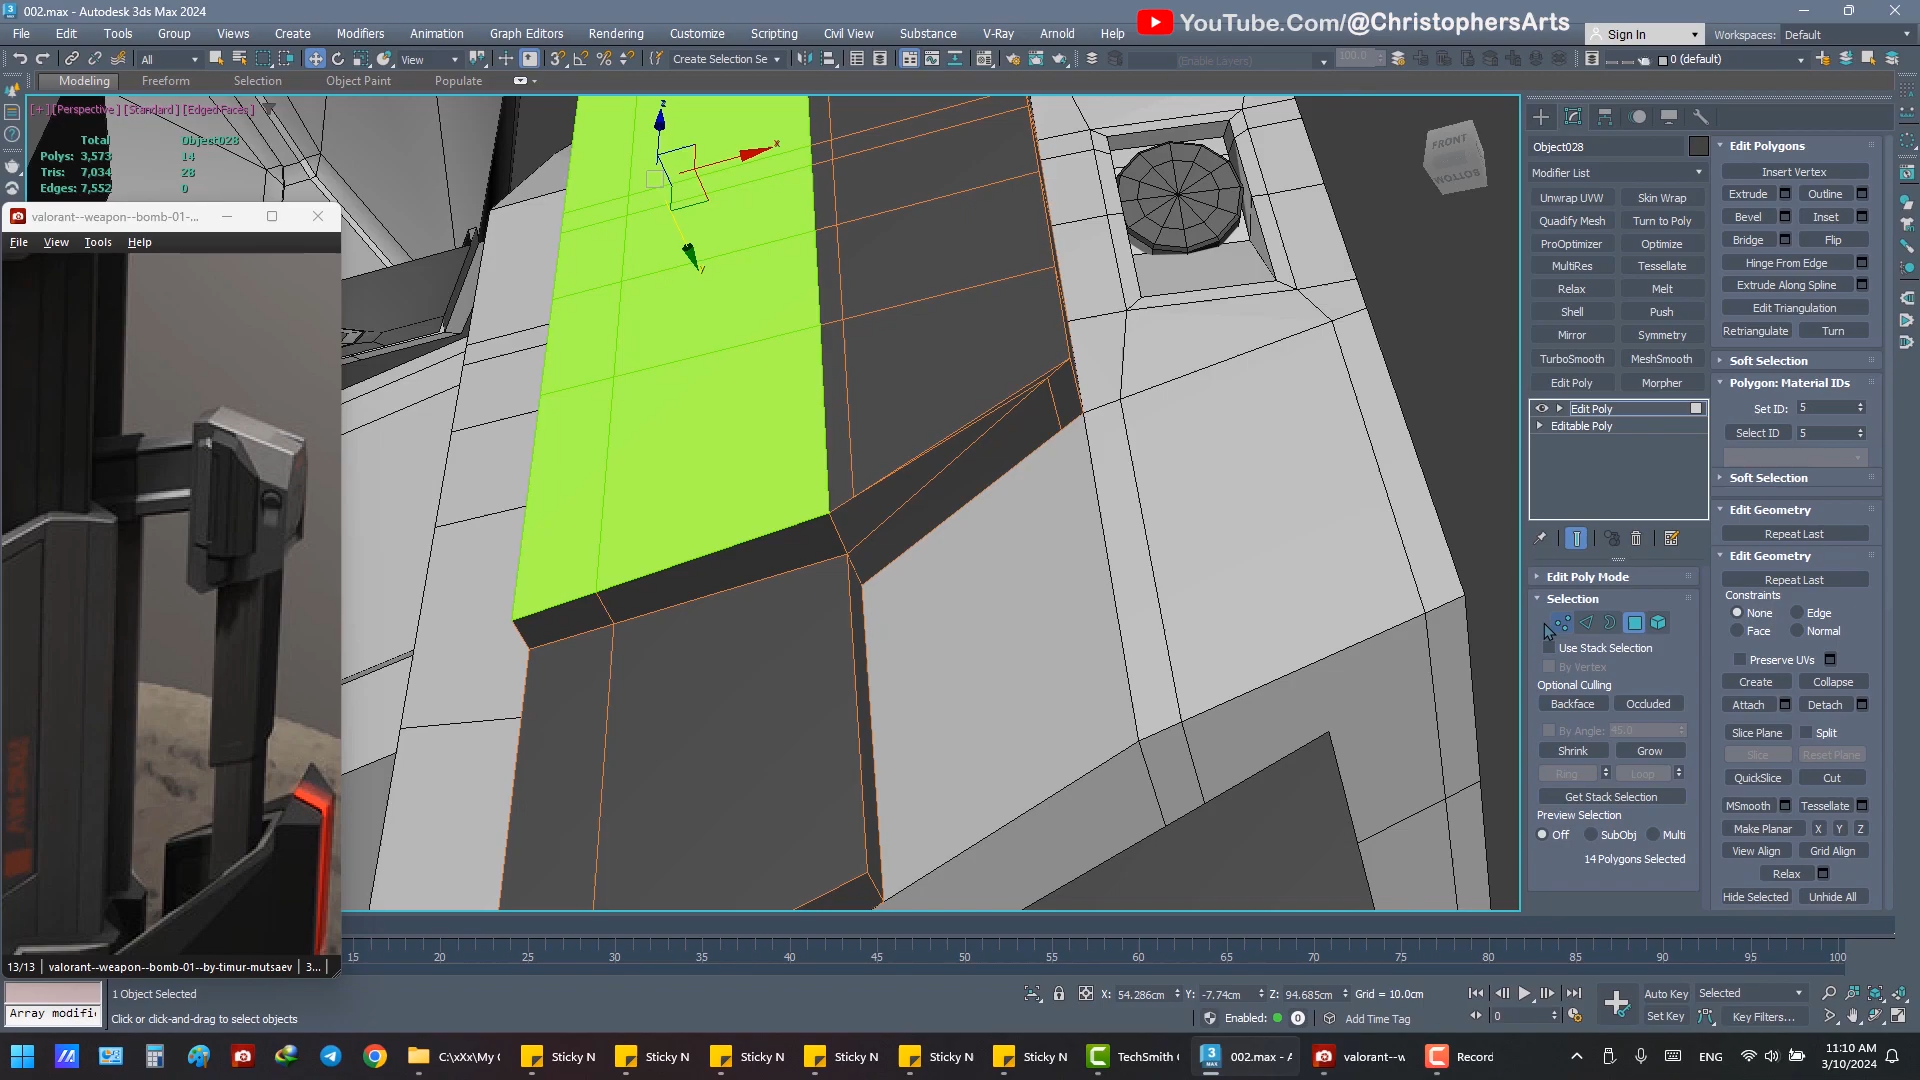 002.max - Autodesk 3ds Max 2024
YouTube.Com/@ChristophersArts
File Edit Tools Group Views Create Modifiers Animation Graph Editors Rendering Customize Scripting Civil View Substance V-Ray Arnold Help
Sign In
Workspaces: Default
All
View
Create Selection Se
(Enable Layers)
100.0
0 (default)
Modeling Freeform Selection Object Paint Populate
[+] [Perspective ] [Standard ] [Edged Faces ]
Total Object028
Polys: 3,573 14
Tris: 7,034 28
Edges: 7,552 0
valorant--weapon--bomb-01-...
File View Tools Help
13/13 valorant--weapon--bomb-01--by-timur-mutsaev 3...
z
x
y
FRONT
BOTTOM
Object028
Modifier List
Unwrap UVW Skin Wrap
Quadify Mesh Turn to Poly
ProOptimizer Optimize
MultiRes Tessellate
Relax Melt
Shell Push
Mirror Symmetry
TurboSmooth MeshSmooth
Edit Poly Morpher
Edit Poly
Editable Poly
Edit Poly Mode
Selection
Use Stack Selection
By Vertex
Optional Culling
Backface Occluded
By Angle: 45.0
Shrink Grow
Ring Loop
Get Stack Selection
Preview Selection
Off SubObj Multi
14 Polygons Selected
Edit Polygons
Insert Vertex
Extrude Outline
Bevel Inset
Bridge Flip
Hinge From Edge
Extrude Along Spline
Edit Triangulation
Retriangulate Turn
Soft Selection
Polygon: Material IDs
Set ID: 5
Select ID 5
Soft Selection
Edit Geometry
Repeat Last
Edit Geometry
Repeat Last
Constraints
None Edge
Face Normal
Preserve UVs
Create Collapse
Attach Detach
Slice Plane Split
Slice Reset Plane
QuickSlice Cut
MSmooth Tessellate
Make Planar X Y Z
View Align Grid Align
Relax
Hide Selected Unhide All
15 20 25 30 35 40 45 50 55 60 65 70 75 80 85 90 95 100
1 Object Selected
Array modifi
Click or click-and-drag to select objects
X: 54.286cm Y: -7.74cm Z: 94.685cm Grid = 10.0cm
Enabled: 0 Add Time Tag
0
Auto Key Selected
Set Key Key Filters...
C:\xXx\My ( Sticky N Sticky N Sticky N Sticky N Sticky N Sticky N TechSmith ( 002.max - A valorant--w Record
ENG
11:10 AM
3/10/2024